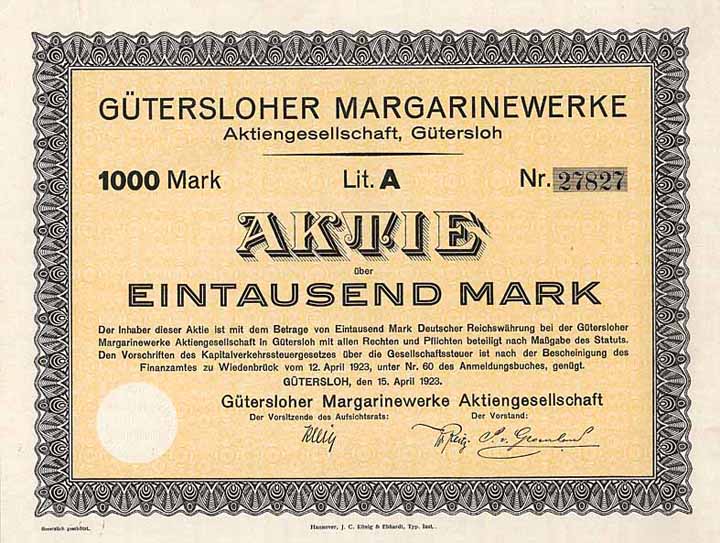 GÜTERSLOHER MARGARINEWERKE
Aktiengesellschaft, Gütersloh
1000 Mark Lit. A Nr. 27827
AKTIE
über
EINTAUSEND MARK
Der Inhaber dieser Aktie ist mit dem Betrage von Eintausend Mark Deutscher Reichswährung bei der Gütersloher
Margarinewerke Aktiengesellschaft in Gütersloh mit allen Rechten und Pflichten beteiligt nach Maßgabe des Statuts.
Den Vorschriften des Kapitalverkehrssteuergesetzes über die Gesellschaftssteuer ist nach der Bescheinigung des
Finanzamtes zu Wiedenbrück vom 12. April 1923, unter Nr. 60 des Anmeldungsbuches, genügt.
GÜTERSLOH, den 15. April 1923.
Gütersloher Margarinewerke Aktiengesellschaft
Der Vorsitzende des Aufsichtsrats: Der Vorstand:
Gesetzlich geschützt.
Hannover, J. C. König & Ebhardt, Typ. Inst.